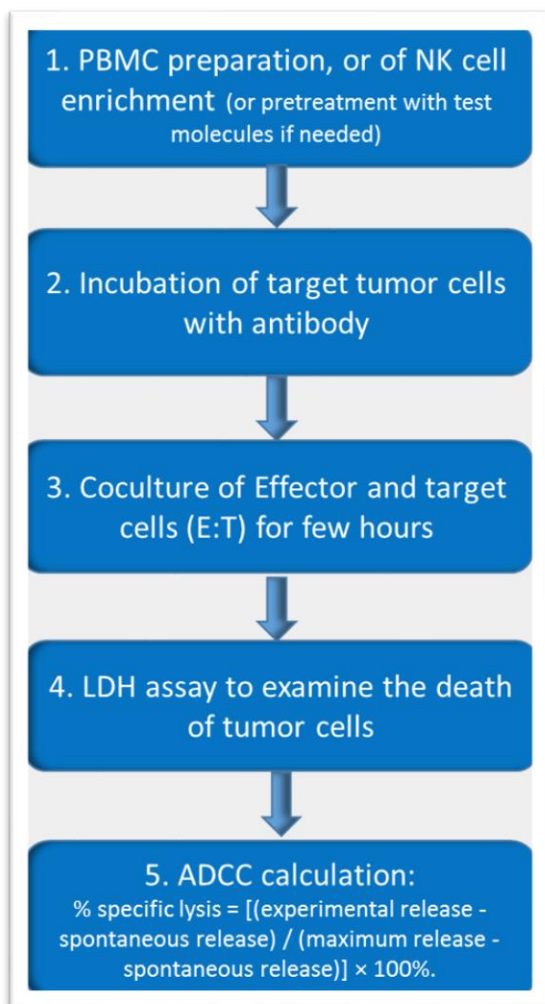 1. PBMC preparation, or of NK cell
enrichment (or pretreatment with test
molecules if needed)
2. Incubation of target tumor cells
with antibody
3. Coculture of Effector and target
cells (E:T) for few hours
4. LDH assay to examine the death
of tumor cells
5. ADCC calculation:
% specific lysis = [(experimental release -
spontaneous release) / (maximum release -
spontaneous release)] × 100%.